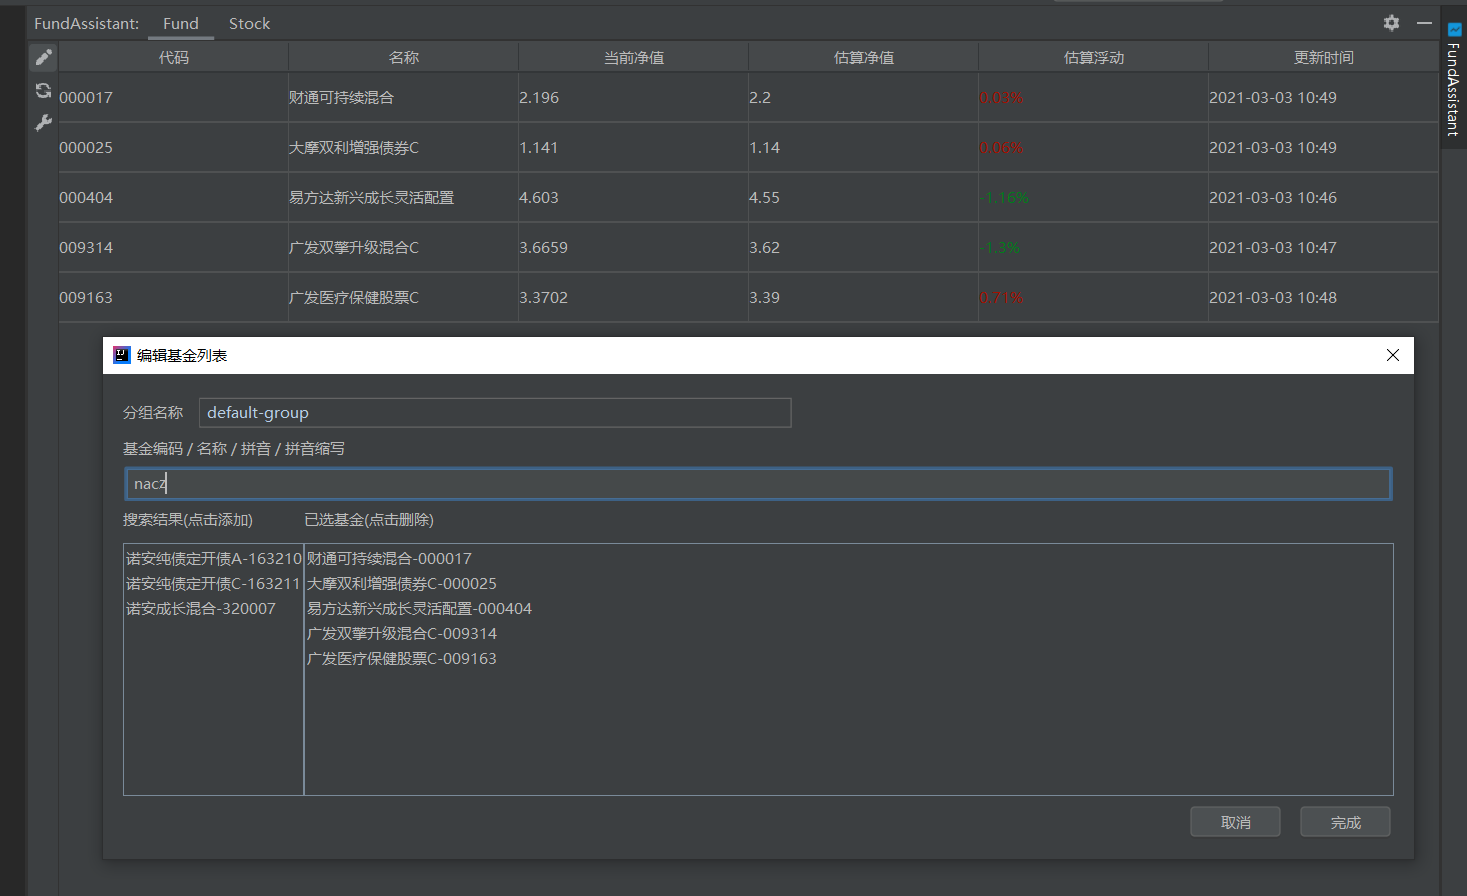 FundAssistant: Fund Stock
代码 名称 当前净值 估算净值 估算浮动 更新时间
000017 财通可持续混合 2.196 2.2 0.03% 2021-03-03 10:49
000025 大摩双利增强债券C 1.141 1.14 0.06% 2021-03-03 10:49
000404 易方达新兴成长灵活配置 4.603 4.55 -1.16% 2021-03-03 10:46
009314 广发双擎升级混合C 3.6659 3.62 -1.3% 2021-03-03 10:47
009163 广发医疗保健股票C 3.3702 3.39 0.71% 2021-03-03 10:48
FundAssistant
IJ 编辑基金列表
分组名称 default-group
基金编码 / 名称 / 拼音 / 拼音缩写
nacz
搜索结果(点击添加) 已选基金(点击删除)
诺安纯债定开债A-163210 财通可持续混合-000017
诺安纯债定开债C-163211 大摩双利增强债券C-000025
诺安成长混合-320007 易方达新兴成长灵活配置-000404
广发双擎升级混合C-009314
广发医疗保健股票C-009163
取消 完成